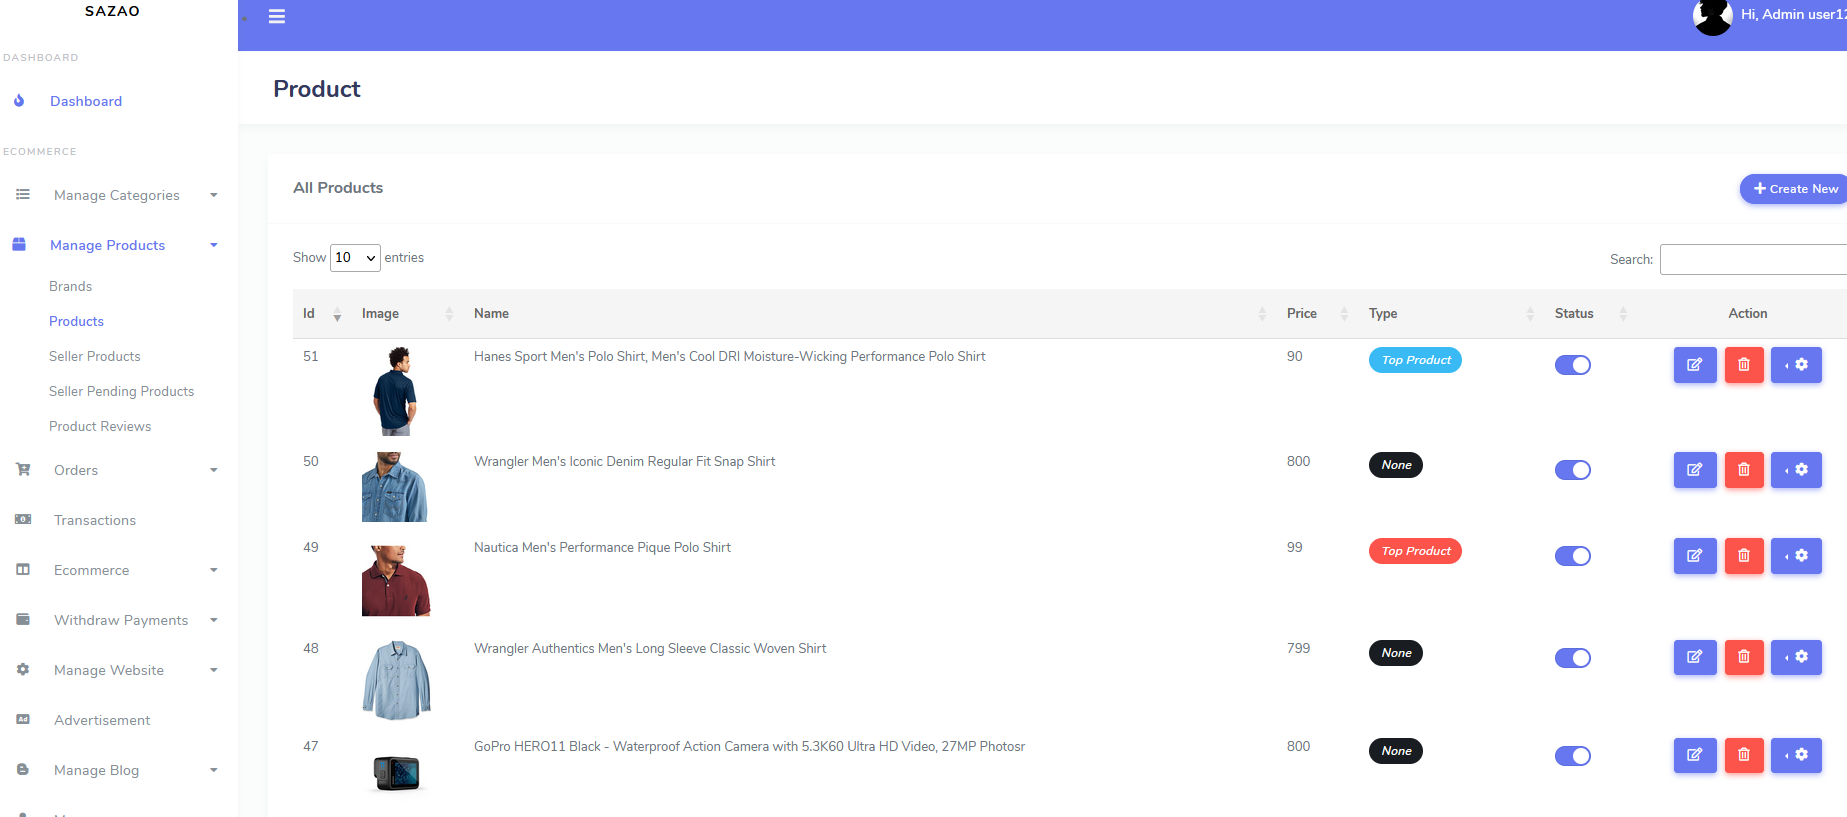 SAZAO
Hi, Admin user12
DASHBOARD
Dashboard
ECOMMERCE
Manage Categories
Manage Products
Brands
Products
Seller Products
Seller Pending Products
Product Reviews
Orders
Transactions
Ecommerce
Withdraw Payments
Manage Website
Ad Advertisement
Manage Blog
Product
All Products
Create New
Show 10 entries
Search:
Id Image Name Price Type Status Action
51 Hanes Sport Men's Polo Shirt, Men's Cool DRI Moisture-Wicking Performance Polo Shirt 90 Top Product
50 Wrangler Men's Iconic Denim Regular Fit Snap Shirt 800 None
49 Nautica Men's Performance Pique Polo Shirt 99 Top Product
48 Wrangler Authentics Men's Long Sleeve Classic Woven Shirt 799 None
47 GoPro HERO11 Black - Waterproof Action Camera with 5.3K60 Ultra HD Video, 27MP Photosr 800 None